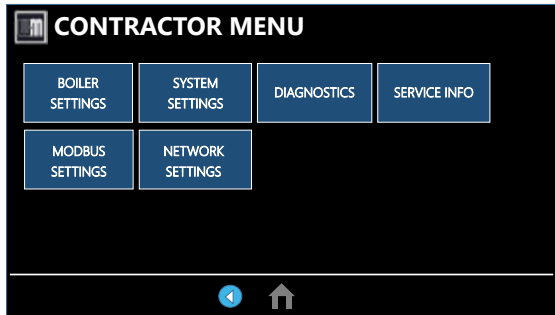 CONTRACTOR MENU
BOILER
SETTINGS
SYSTEM
SETTINGS
DIAGNOSTICS
SERVICE INFO
MODBUS
SETTINGS
NETWORK
SETTINGS